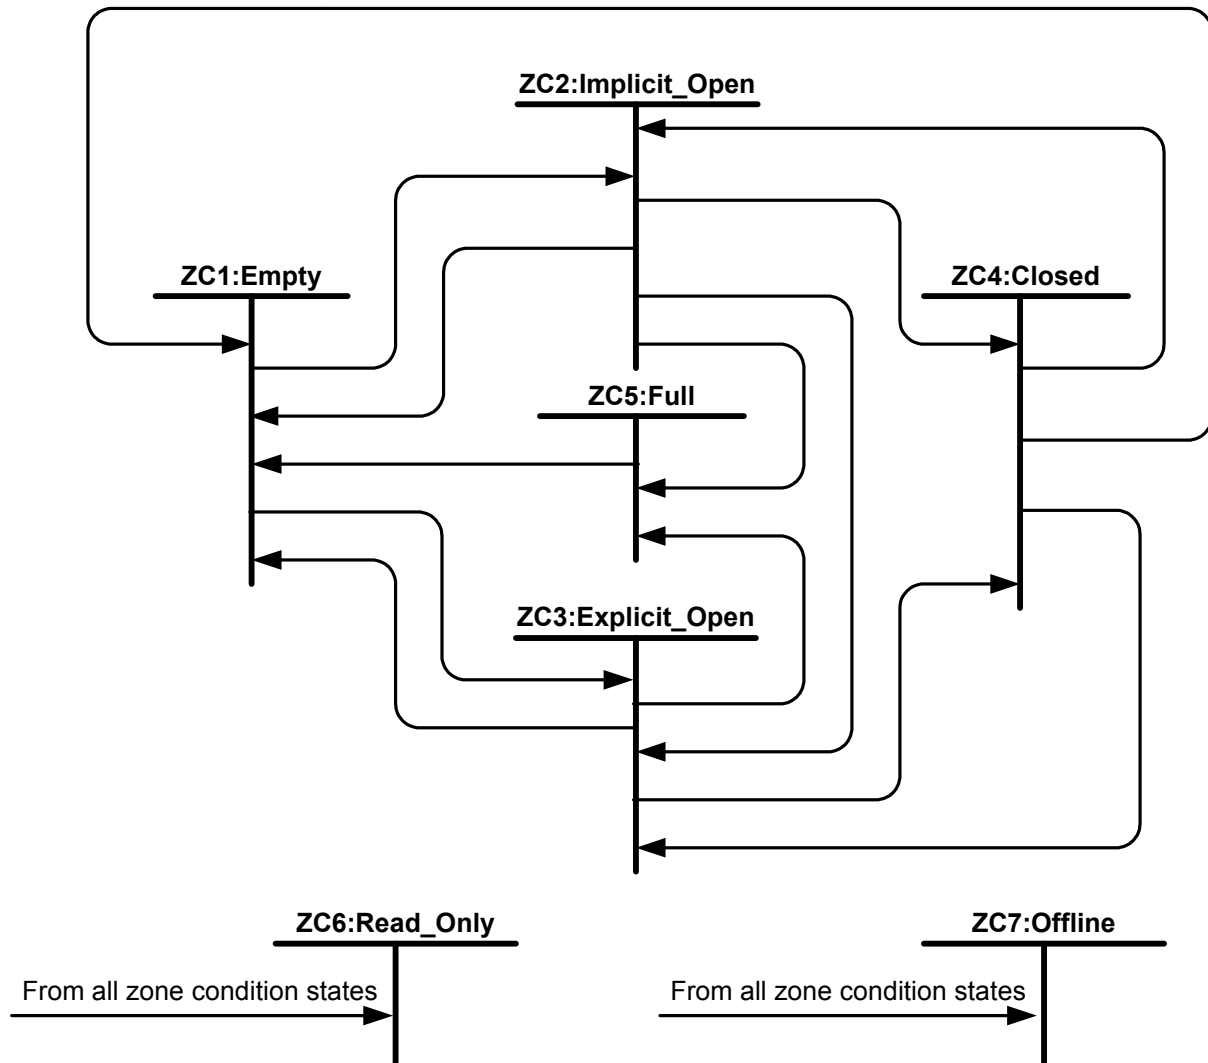 ZC2:Implicit_Open
ZC1:Empty
ZC4:Closed
ZC5:Full
ZC3:Explicit_Open
ZC6:Read_Only
ZC7:Offline
From all zone condition states
From all zone condition states